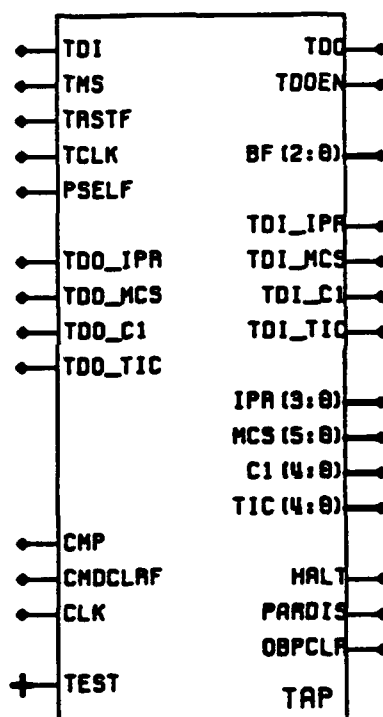 TDI
TMS
TRSTF
TCLK
PSELF
TDO_IPR
TDO_MCS
TDO_C1
TDO_TIC
CMP
CMDCLRF
CLK
TEST
TDO
TDOEN
BF(2:0)
TDI_IPR
TDI_MCS
TDI_C1
TDI_TIC
IPR(3:0)
MCS(5:0)
C1(4:0)
TIC(4:0)
HALT
PARDIS
OBPCLR
TAP